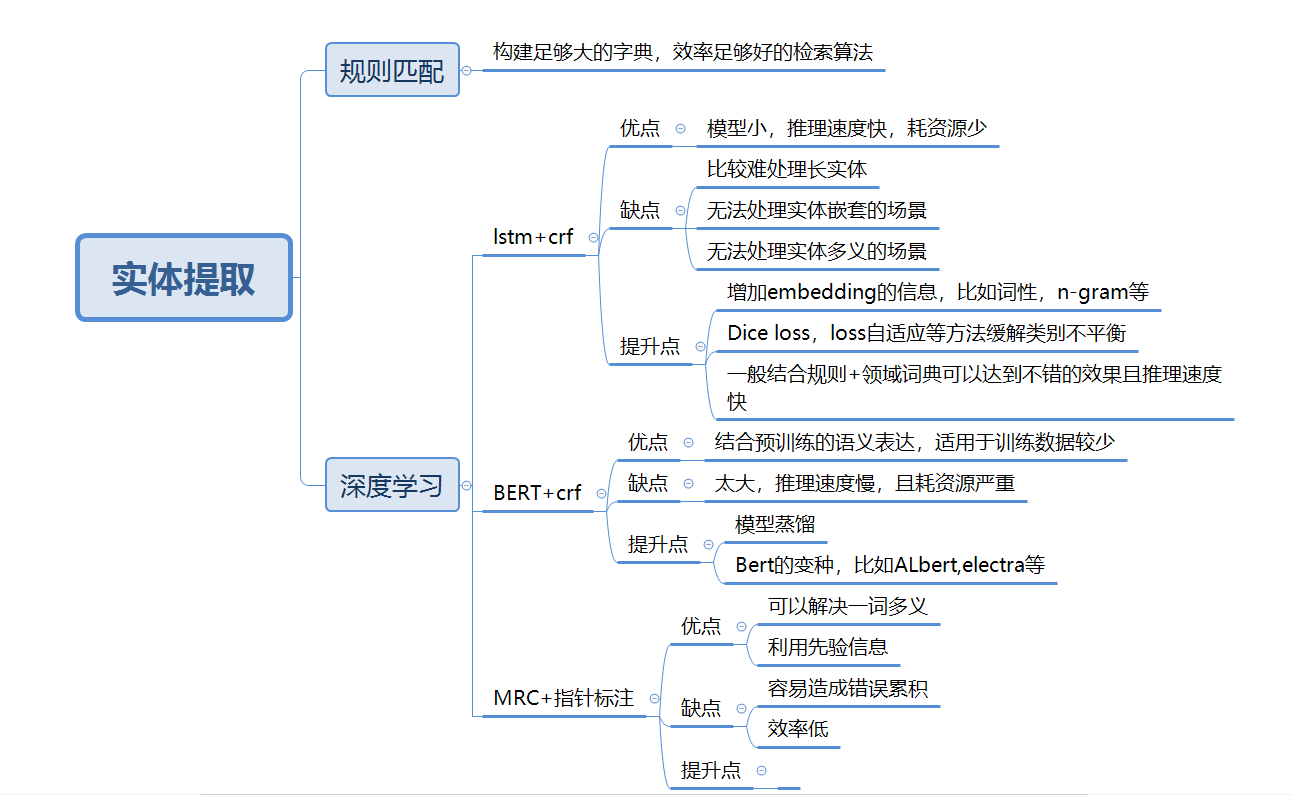 实体提取
规则匹配
构建足够大的字典，效率足够好的检索算法
深度学习
lstm+crf
优点
模型小，推理速度快，耗资源少
缺点
比较难处理长实体
无法处理实体嵌套的场景
无法处理实体多义的场景
提升点
增加embedding的信息，比如词性，n-gram等
Dice loss，loss自适应等方法缓解类别不平衡
一般结合规则+领域词典可以达到不错的效果且推理速度
快
BERT+crf
优点
结合预训练的语义表达，适用于训练数据较少
缺点
太大，推理速度慢，且耗资源严重
提升点
模型蒸馏
Bert的变种，比如ALbert,electra等
MRC+指针标注
优点
可以解决一词多义
利用先验信息
缺点
容易造成错误累积
效率低
提升点